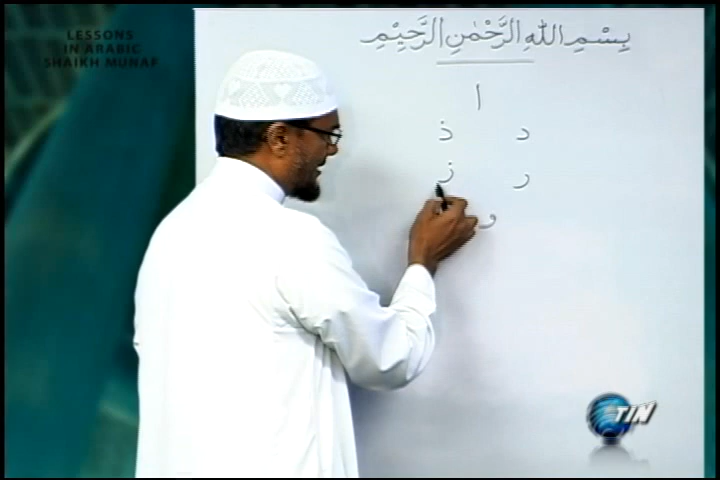 LESSONS
IN ARABIC
SHAIKH MUNAF
بِسْمِ اللهِ الرَّحْمٰنِ الرَّحِيْمِ
ا
د ذ
ر ز
و
TIN